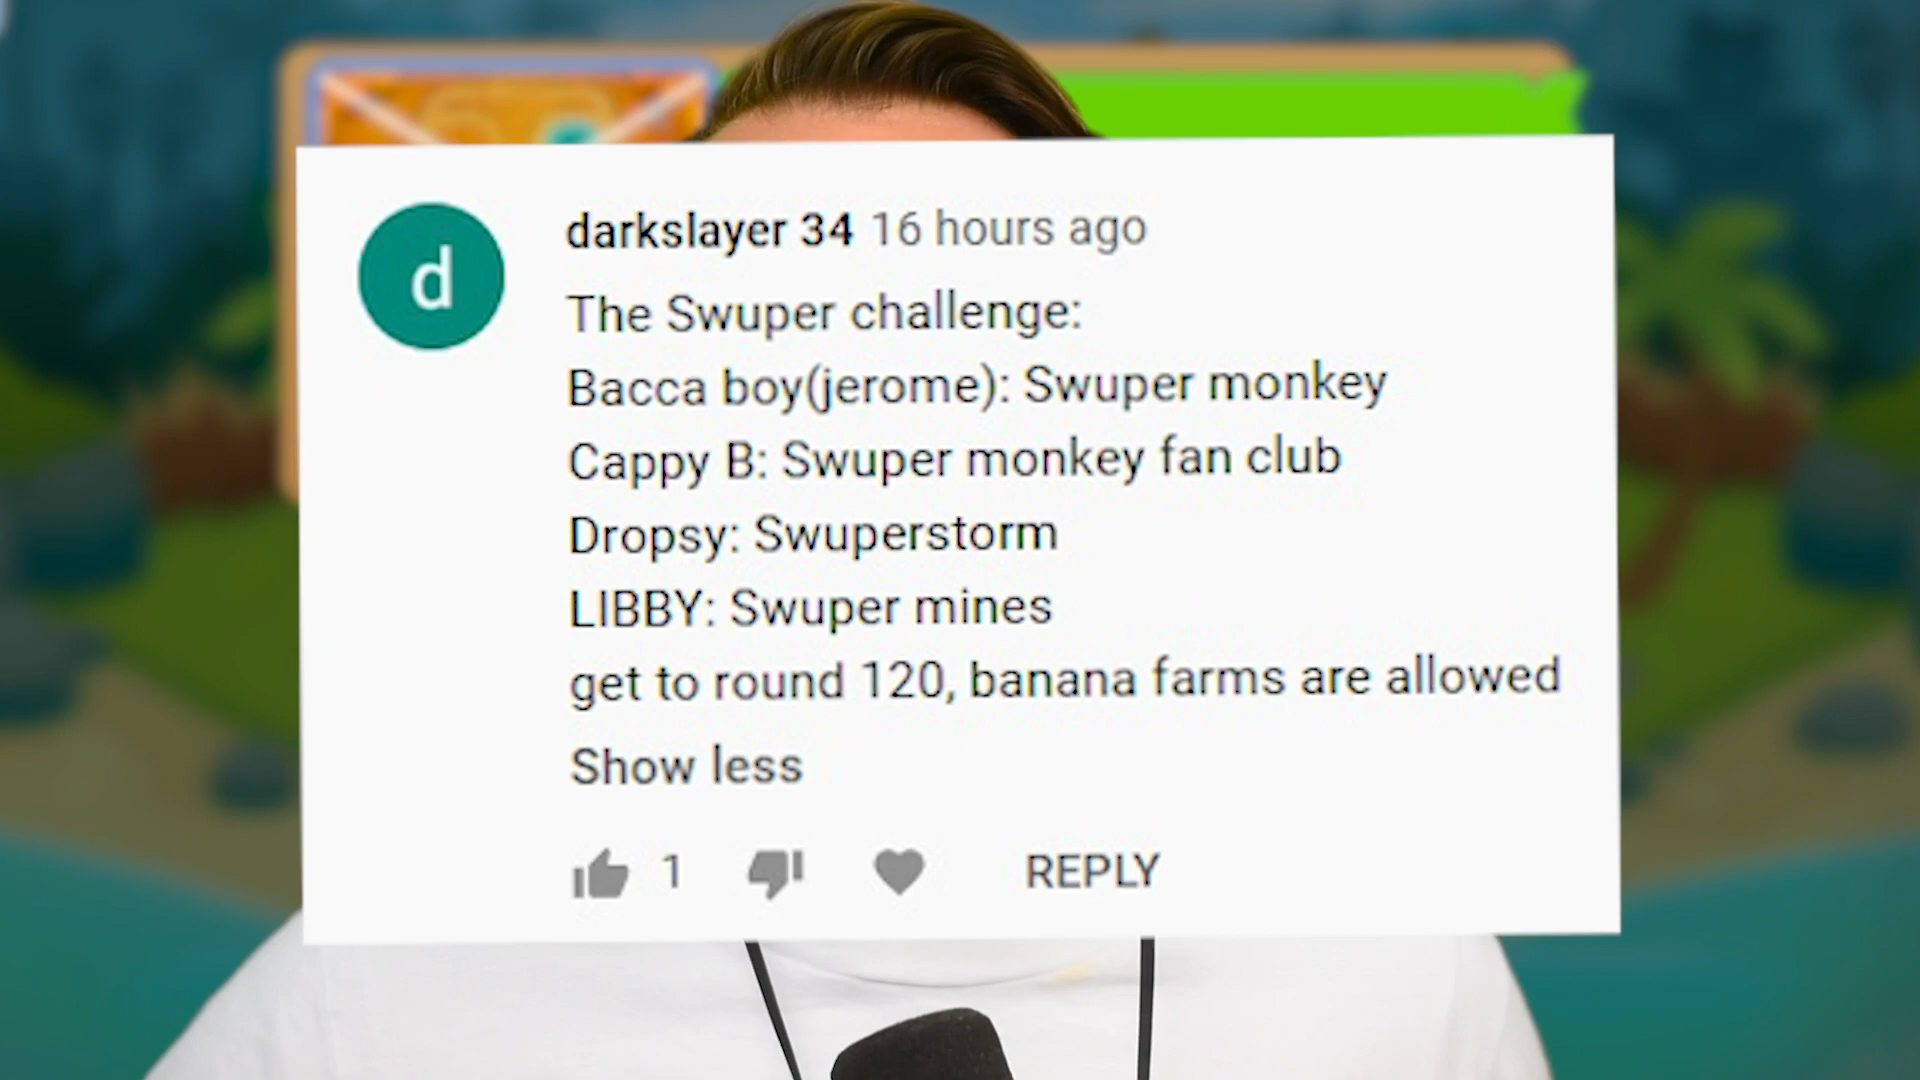 d
darkslayer 34 16 hours ago
The Swuper challenge:
Bacca boy(jerome): Swuper monkey
Cappy B: Swuper monkey fan club
Dropsy: Swuperstorm
LIBBY: Swuper mines
get to round 120, banana farms are allowed
Show less
1 REPLY